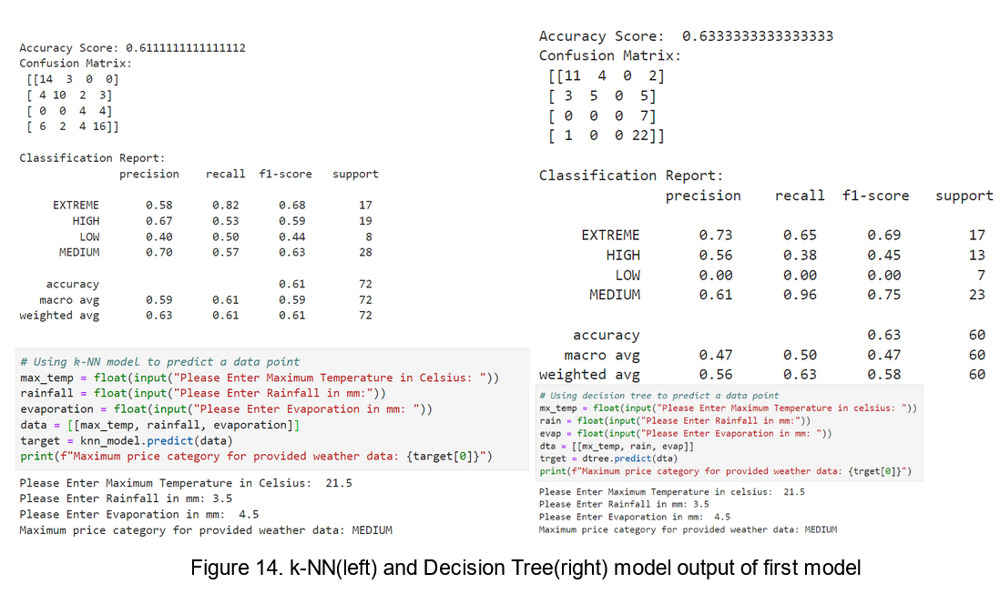 Accuracy Score: 0.6111111111111112
Confusion Matrix:
[[14 3 0 0]
[ 4 10 2 3]
[ 0 0 4 4]
[ 6 2 4 16]]
Classification Report:
precision recall f1-score support
EXTREME 0.58 0.82 0.68 17
HIGH 0.67 0.53 0.59 19
LOW 0.40 0.50 0.44 8
MEDIUM 0.70 0.57 0.63 28
accuracy 0.61 72
macro avg 0.59 0.61 0.59 72
weighted avg 0.63 0.61 0.61 72
# Using k-NN model to predict a data point
max_temp = float(input("Please Enter Maximum Temperature in Celsius: "))
rainfall = float(input("Please Enter Rainfall in mm:"))
evaporation = float(input("Please Enter Evaporation in mm: "))
data = [[max_temp, rainfall, evaporation]]
target = knn_model.predict(data)
print(f"Maximum price category for provided weather data: {target[0]}")
Please Enter Maximum Temperature in Celsius: 21.5
Please Enter Rainfall in mm: 3.5
Please Enter Evaporation in mm: 4.5
Maximum price category for provided weather data: MEDIUM
Accuracy Score: 0.6333333333333333
Confusion Matrix:
[[11 4 0 2]
[ 3 5 0 5]
[ 0 0 0 7]
[ 1 0 0 22]]
Classification Report:
precision recall f1-score support
EXTREME 0.73 0.65 0.69 17
HIGH 0.56 0.38 0.45 13
LOW 0.00 0.00 0.00 7
MEDIUM 0.61 0.96 0.75 23
accuracy 0.63 60
macro avg 0.47 0.50 0.47 60
weighted avg 0.56 0.63 0.58 60
# Using decision tree to predict a data point
mx_temp = float(input("Please Enter Maximum Temperature in celsius: "))
rain = float(input("Please Enter Rainfall in mm:"))
evap = float(input("Please Enter Evaporation in mm: "))
dta = [[mx_temp, rain, evap]]
trget = dtree.predict(dta)
print(f"Maximum price category for provided weather data: {trget[0]}")
Please Enter Maximum Temperature in celsius: 21.5
Please Enter Rainfall in mm: 3.5
Please Enter Evaporation in mm: 4.5
Maximum price category for provided weather data: MEDIUM
Figure 14. k-NN(left) and Decision Tree(right) model output of first model